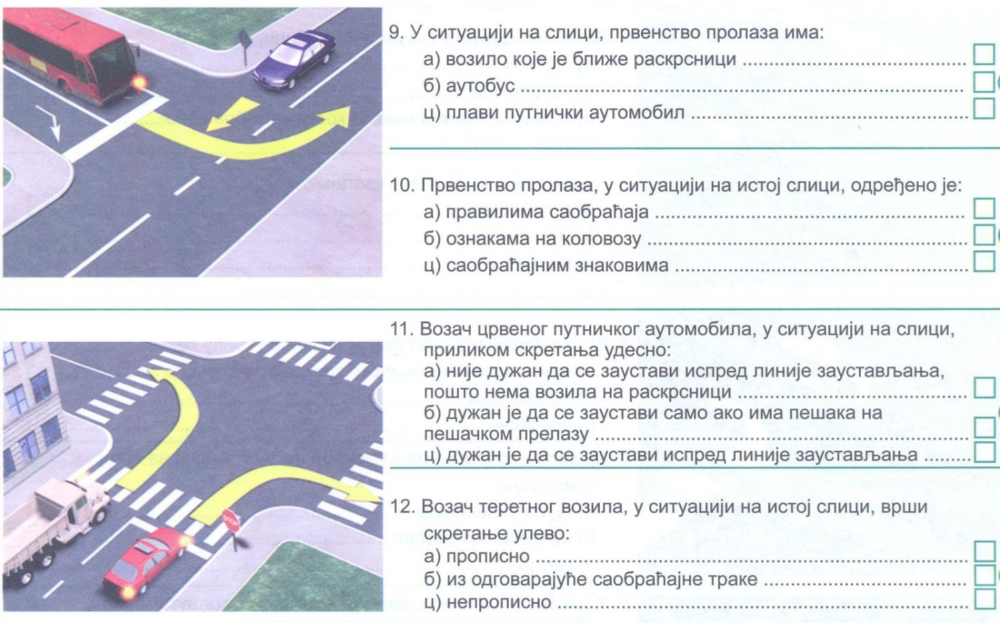 9. У ситуацији на слици, првенство пролаза има:
а) возило које је ближе раскрсници ........................................
б) аутобус ........................................
ц) плави путнички аутомобил ........................................
10. Првенство пролаза, у ситуацији на истој слици, одређено је:
а) правилима саобраћаја ........................................
б) ознакама на коловозу ........................................
ц) саобраћајним знаковима ........................................
11. Возач црвеног путничког аутомобила, у ситуацији на слици,
приликом скретања удесно:
а) није дужан да се заустави испред линије заустављања,
пошто нема возила на раскрсници ........................................
б) дужан је да се заустави само ако има пешака на
пешачком прелазу ........................................
ц) дужан је да се заустави испред линије заустављања .........
STOP
12. Возач теретног возила, у ситуацији на истој слици, врши
скретање улево:
а) прописно ........................................
б) из одговарајуће саобраћајне траке ........................................
ц) непрописно ........................................